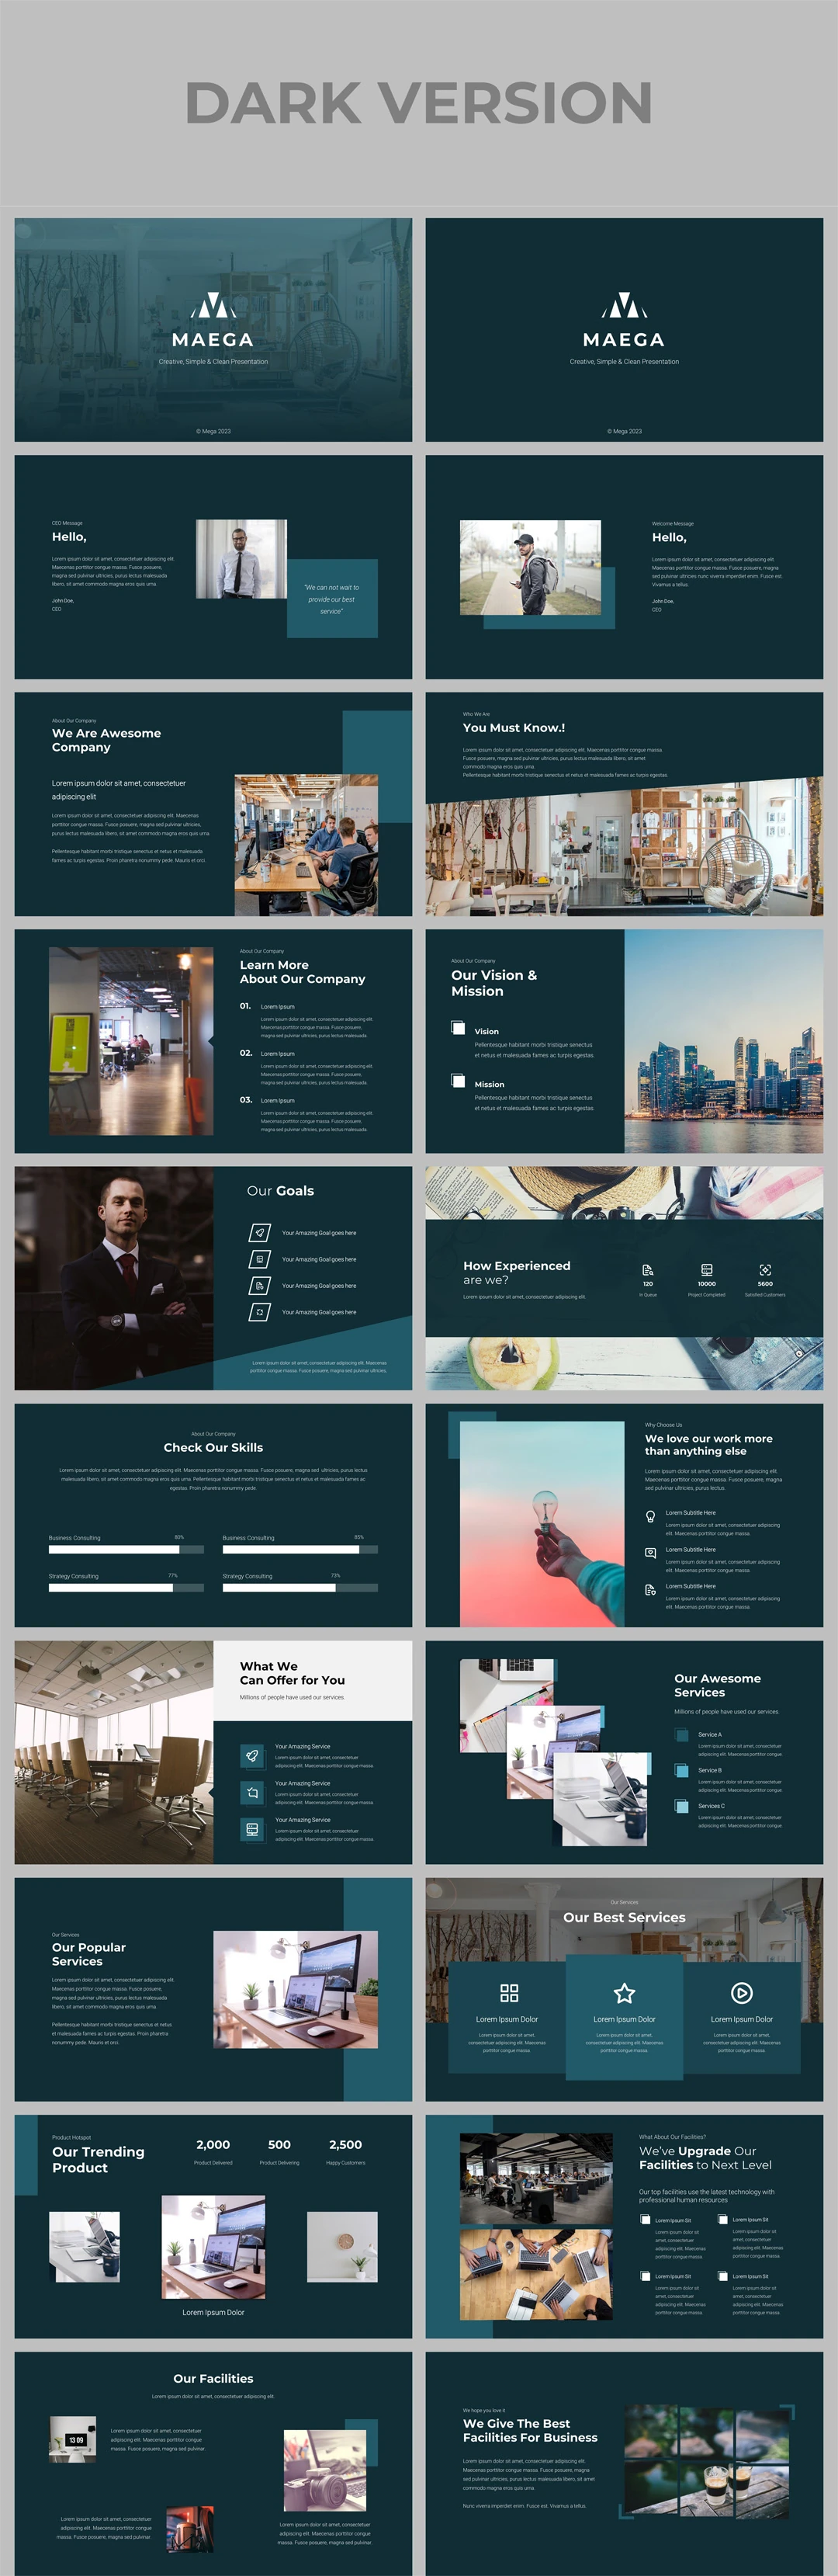 DARK VERSION
MAEGA
Creative, Simple & Clean Presentation
© Mega 2023
MAEGA
Creative, Simple & Clean Presentation
© Mega 2023
CEO Message
Hello,
Lorem ipsum dolor sit amet, consectetuer adipiscing elit.
Maecenas porttitor congue massa. Fusce posuere,
magna sed pulvinar ultricies, purus lectus malesuada
libero, sit amet commodo magna eros quis urna.
John Doe,
CEO
"We can not wait to
provide our best
service"
Welcome Message
Hello,
Lorem ipsum dolor sit amet, consectetuer adipiscing elit.
Maecenas porttitor congue massa. Fusce posuere, magna
sed pulvinar ultricies nunc viverra imperdiet enim. Fusce est.
Vivamus a tellus.
John Doe,
CEO
About Our Company
We Are Awesome
Company
Lorem ipsum dolor sit amet, consectetuer
adipiscing elit
Lorem ipsum dolor sit amet, consectetuer adipiscing elit. Maecenas
porttitor congue massa. Fusce posuere, magna sed pulvinar ultricies,
purus lectus malesuada libero, sit amet commodo magna eros quis urna.
Pellentesque habitant morbi tristique senectus et netus et malesuada
fames ac turpis egestas. Proin pharetra nonummy pede. Mauris et orci.
Who We Are
You Must Know.!
Lorem ipsum dolor sit amet, consectetuer adipiscing elit. Maecenas porttitor congue massa.
Fusce posuere, magna sed pulvinar ultricies, purus lectus malesuada libero, sit amet
commodo magna eros quis urna.
Pellentesque habitant morbi tristique senectus et netus et malesuada fames ac turpis egestas.
About Our Company
Learn More
About Our Company
01.
Lorem Ipsum
Lorem ipsum dolor sit amet, consectetuer adipiscing elit.
Maecenas porttitor congue massa. Fusce posuere,
magna sed pulvinar ultricies, purus lectus malesuada.
02.
Lorem Ipsum
Lorem ipsum dolor sit amet, consectetuer adipiscing elit.
Maecenas porttitor congue massa. Fusce posuere,
magna sed pulvinar ultricies, purus lectus malesuada.
03.
Lorem Ipsum
Lorem ipsum dolor sit amet, consectetuer adipiscing elit.
Maecenas porttitor congue massa. Fusce posuere,
magna sed pulvinar ultricies, purus lectus malesuada.
About Our Company
Our Vision &
Mission
Vision
Pellentesque habitant morbi tristique senectus
et netus et malesuada fames ac turpis egestas.
Mission
Pellentesque habitant morbi tristique senectus
et netus et malesuada fames ac turpis egestas.
Our Goals
Your Amazing Goal goes here
Your Amazing Goal goes here
Your Amazing Goal goes here
Your Amazing Goal goes here
Lorem ipsum dolor sit amet, consectetuer adipiscing elit. Maecenas
porttitor congue massa. Fusce posuere, magna sed pulvinar ultricies,
How Experienced
are we?
Lorem ipsum dolor sit amet, consectetuer adipiscing elit.
120
In Queue
10000
Project Completed
5600
Satisfied Customers
About Our Company
Check Our Skills
Lorem ipsum dolor sit amet, consectetuer adipiscing elit. Maecenas porttitor congue massa. Fusce posuere, magna sed pulvinar ultricies, purus lectus
malesuada libero, sit amet commodo magna eros quis urna. Pellentesque habitant morbi tristique senectus et netus et malesuada fames ac
egestas. Proin pharetra nonummy pede.
Business Consulting 80%
Business Consulting 85%
Strategy Consulting 77%
Strategy Consulting 73%
Why Choose Us
We love our work more
than anything else
Lorem ipsum dolor sit amet, consectetuer adipiscing elit.
Maecenas porttitor congue massa. Fusce posuere, magna
sed pulvinar ultricies, purus lectus.
Lorem Subtitle Here
Lorem ipsum dolor sit amet, consectetuer adipiscing
elit. Maecenas porttitor congue massa.
Lorem Subtitle Here
Lorem ipsum dolor sit amet, consectetuer adipiscing
elit. Maecenas porttitor congue massa.
Lorem Subtitle Here
Lorem ipsum dolor sit amet, consectetuer adipiscing
elit. Maecenas porttitor congue massa.
What We
Can Offer for You
Millions of people have used our services.
Your Amazing Service
Lorem ipsum dolor sit amet, consectetuer
adipiscing elit. Maecenas porttitor congue massa.
Your Amazing Service
Lorem ipsum dolor sit amet, consectetuer
adipiscing elit. Maecenas porttitor congue massa.
Your Amazing Service
Lorem ipsum dolor sit amet, consectetuer
adipiscing elit. Maecenas porttitor congue massa.
Our Awesome
Services
Millions of people have used our services.
Service A
Lorem ipsum dolor sit amet, consectetuer
adipiscing elit. Maecenas porttitor congue.
Service B
Lorem ipsum dolor sit amet, consectetuer
adipiscing elit. Maecenas porttitor congue.
Services C
Lorem ipsum dolor sit amet, consectetuer
adipiscing elit. Maecenas porttitor congue.
Our Services
Our Popular
Services
Lorem ipsum dolor sit amet, consectetuer adipiscing elit.
Maecenas porttitor congue massa. Fusce posuere,
magna sed pulvinar ultricies, purus lectus malesuada
libero, sit amet commodo magna eros quis urna.
Pellentesque habitant morbi tristique senectus et netus
et malesuada fames ac turpis egestas. Proin pharetra
nonummy pede. Mauris et orci.
Our Services
Our Best Services
Lorem Ipsum Dolor
Lorem ipsum dolor sit amet,
consectetuer adipiscing elit. Maecenas
porttitor congue massa.
Lorem Ipsum Dolor
Lorem ipsum dolor sit amet,
consectetuer adipiscing elit. Maecenas
porttitor congue massa.
Lorem Ipsum Dolor
Lorem ipsum dolor sit amet,
consectetuer adipiscing elit. Maecenas
porttitor congue massa.
Product Hotspot
Our Trending
Product
2,000
Product Delivered
500
Product Delivering
2,500
Happy Customers
Lorem Ipsum Dolor
What About Our Facilities?
We've Upgrade Our
Facilities to Next Level
Our top facilities use the latest technology with
professional human resources
Lorem Ipsum Sit
Lorem ipsum dolor sit
amet, consectetuer
adipiscing elit. Maecenas
porttitor congue massa.
Lorem Ipsum Sit
Lorem ipsum dolor sit
amet, consectetuer
adipiscing elit. Maecenas
porttitor congue massa.
Lorem Ipsum Sit
Lorem ipsum dolor sit
amet, consectetuer
adipiscing elit. Maecenas
porttitor congue massa.
Lorem Ipsum Sit
Lorem ipsum dolor sit
amet, consectetuer
adipiscing elit. Maecenas
porttitor congue massa.
Our Facilities
Lorem ipsum dolor sit amet, consectetuer adipiscing elit.
13 09
Lorem ipsum dolor sit amet, consectetuer
adipiscing elit. Maecenas porttitor congue
massa. Fusce posuere, magna sed pulvinar.
Lorem ipsum dolor sit amet, consectetuer
adipiscing elit. Maecenas porttitor congue
massa. Fusce posuere, magna sed pulvinar.
Lorem ipsum dolor sit amet, consectetuer
adipiscing elit. Maecenas porttitor congue
massa. Fusce posuere, magna sed pulvinar.
We hope you love it
We Give The Best
Facilities For Business
Lorem ipsum dolor sit amet, consectetuer adipiscing elit.
Maecenas porttitor congue massa. Fusce posuere, magna
sed pulvinar ultricies, purus lectus malesuada libero, sit amet
commodo magna eros quis urna.
Nunc viverra imperdiet enim. Fusce est. Vivamus a tellus.